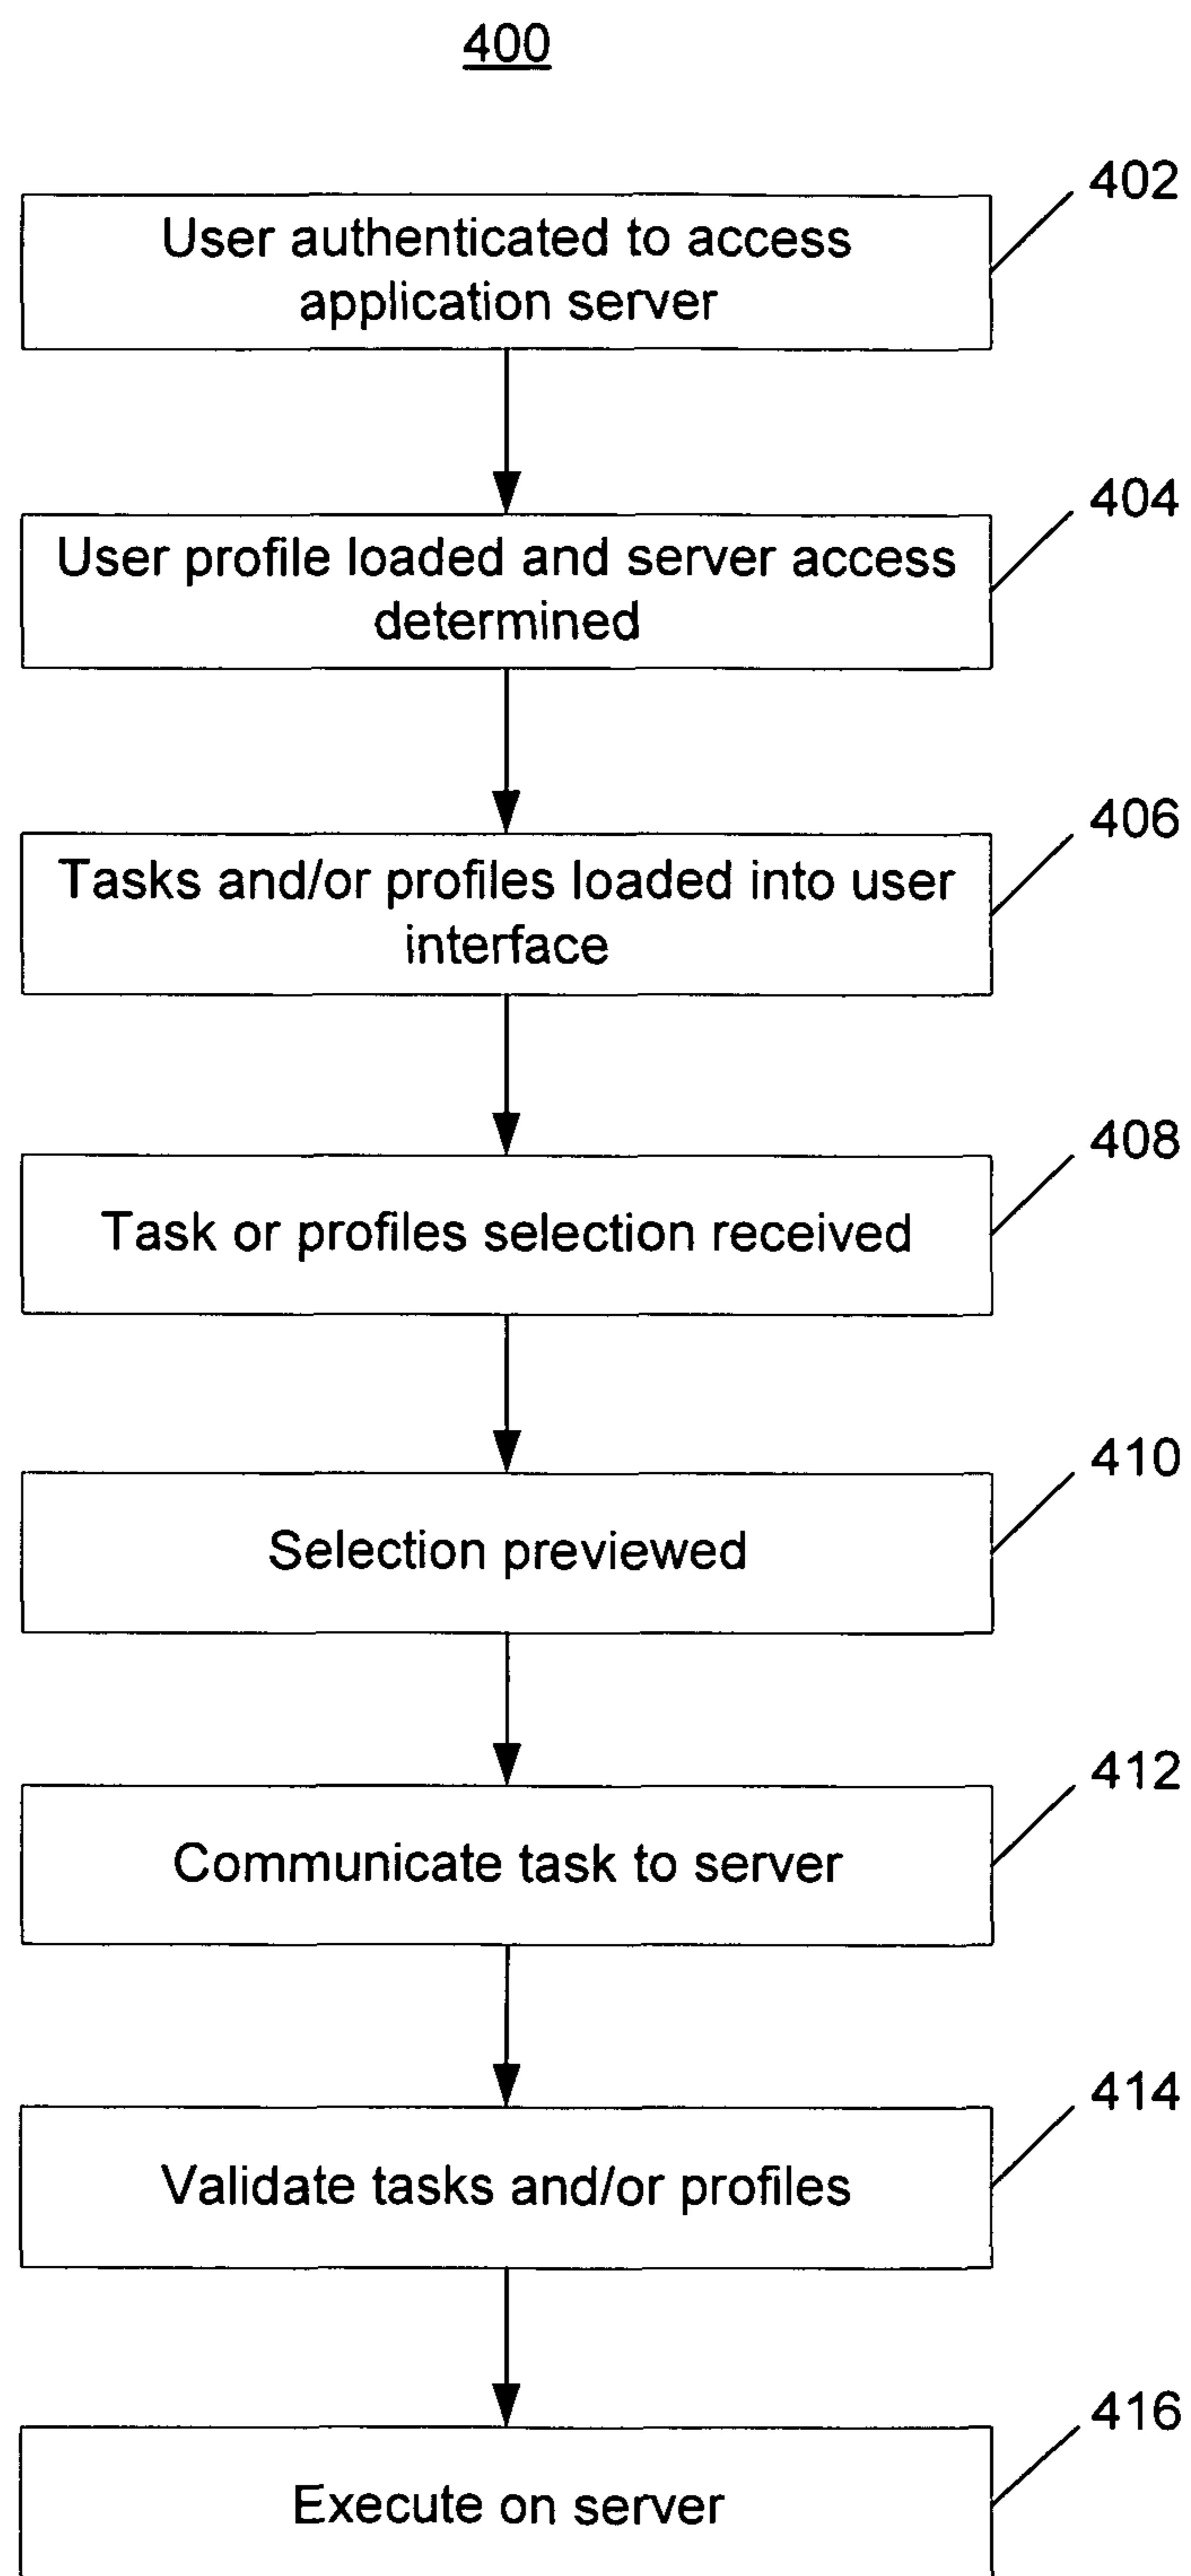 400
402
User authenticated to access
application server
404
User profile loaded and server access
determined
406
Tasks and/or profiles loaded into user
interface
408
Task or profiles selection received
410
Selection previewed
412
Communicate task to server
414
Validate tasks and/or profiles
416
Execute on server